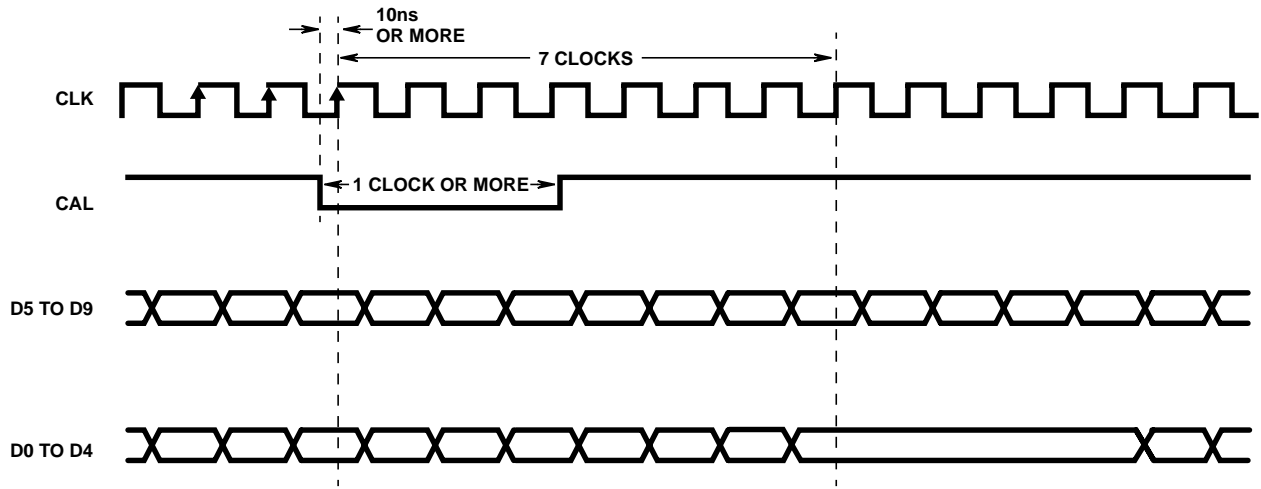 10ns
OR MORE
7 CLOCKS
CLK
1 CLOCK OR MORE
CAL
D5 TO D9
D0 TO D4